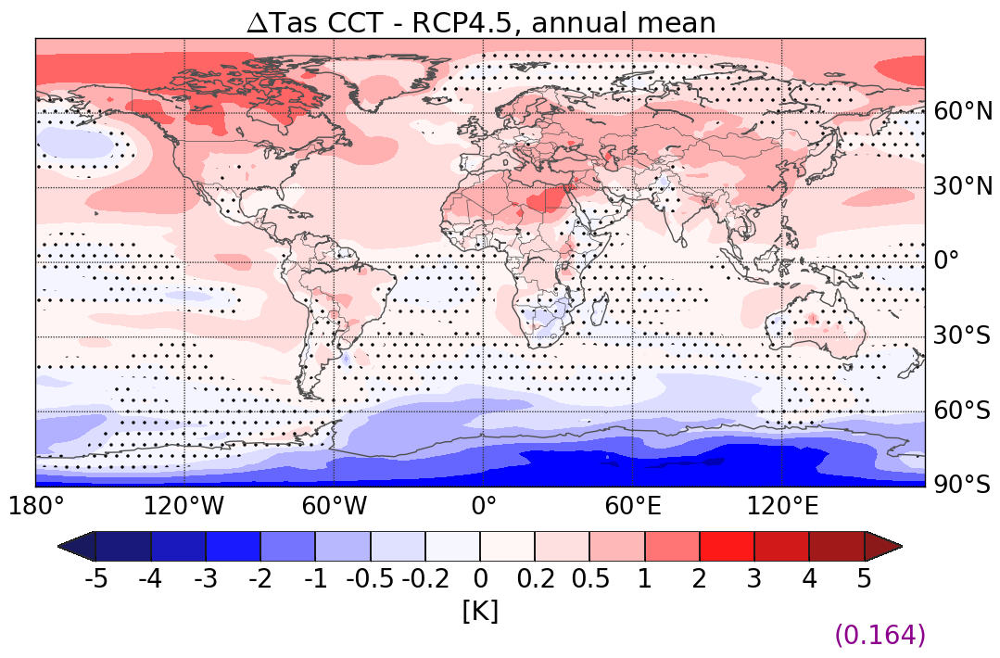 ΔTas CCT - RCP4.5, annual mean
60°N
30°N
0°
30°S
60°S
90°S
180° 120°W 60°W 0° 60°E 120°E
-5 -4 -3 -2 -1 -0.5 -0.2 0 0.2 0.5 1 2 3 4 5
[K]
(0.164)